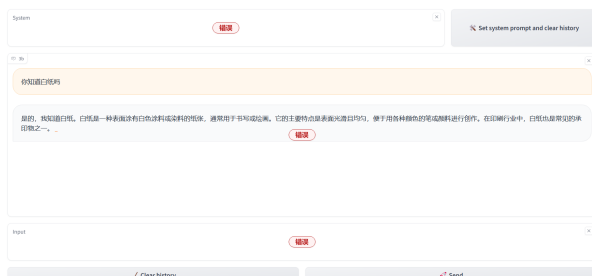 System
错误
Set system prompt and clear history
你知道白纸吗
是的，我知道白纸。白纸是一种表面涂有白色涂料或染料的纸张，通常用于书写或绘画。它的主要特点是表面光滑且均匀，便于用各种颜色的笔或颜料进行创作。在印刷行业中，白纸也是常见的承
印物之一。
错误
Input
错误
Clear history
Send